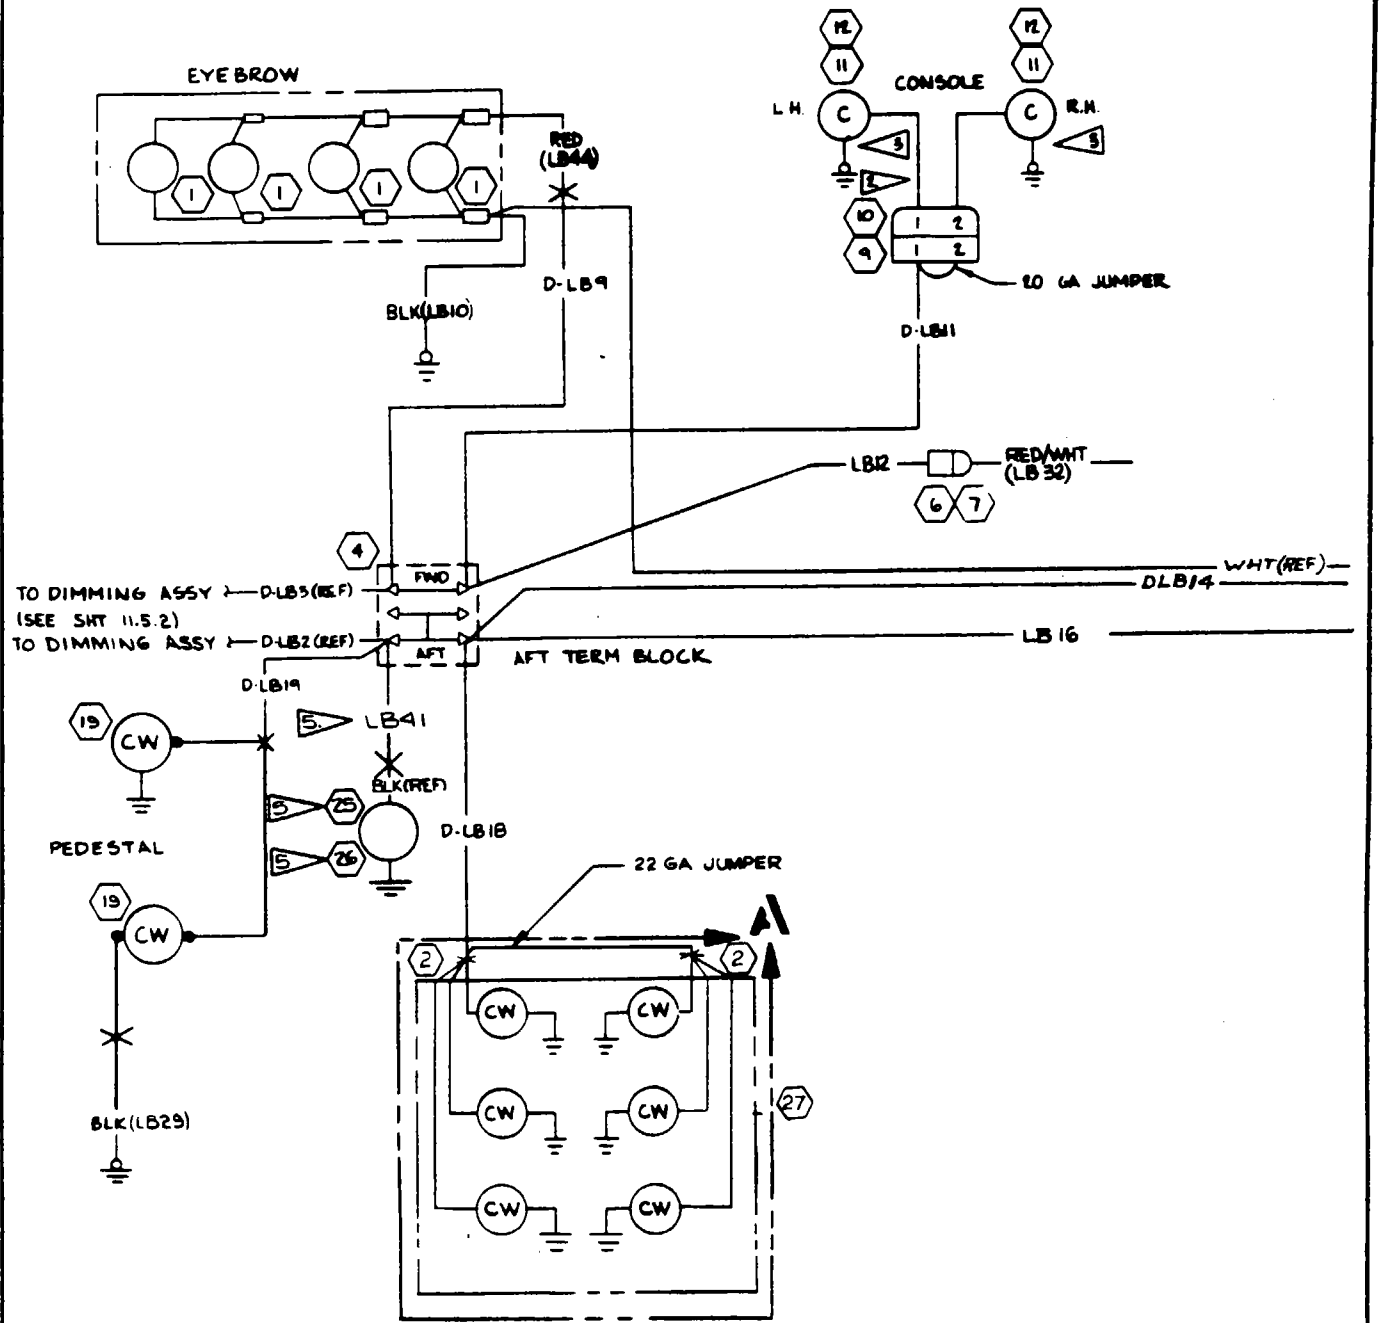 12
12
11
11
EYEBROW
CONSOLE
L H.
C
C
R.H.
3
3
RED
(LB44)
1
1
1
1
2
10
1 2
9
1 2
D-LB9
20 GA JUMPER
BLK(LB10)
D-LB11
LB12
RED/WHT
(LB32)
6
7
4
FWD
WHT(REF)
TO DIMMING ASSY
D-LB3(REF)
DLB14
(SEE SHT 11.5.2)
TO DIMMING ASSY
D-LB2(REF)
AFT
AFT TERM BLOCK
LB16
D-LB19
19
5.
LB41
CW
BLK(REF)
5
25
D-LB18
PEDESTAL
5
26
22 GA JUMPER
19
CW
A
2
2
CW
CW
27
CW
CW
BLK(LB29)
CW
CW